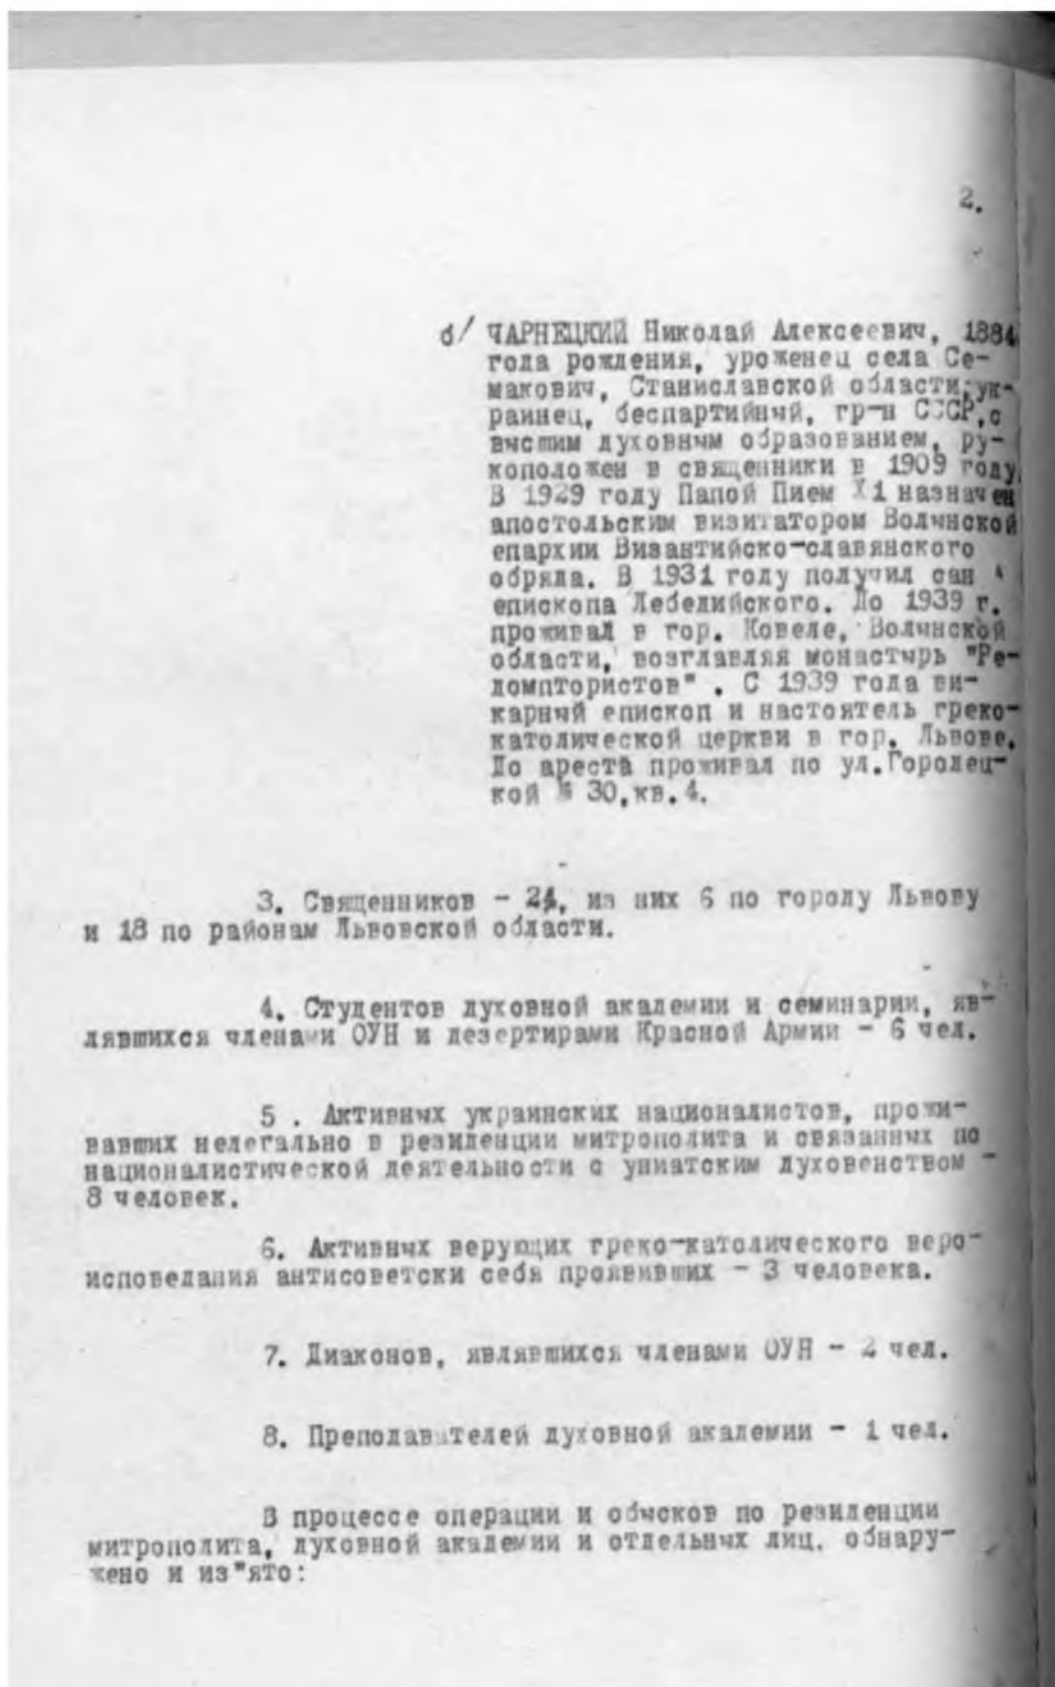 2.
б/ ЧАРНЕЦКИЙ Николай Алексеевич, 1884
года рождения, уроженец села Се-
макович, Станиславской области, ук-
раинец, беспартийный, гр-н СССР, с
высшим духовным образованием, ру-
коположен в священники в 1909 году.
В 1929 году Папой Пием Х1 назначен
апостольским визитатором Волынской
епархии Византийско-славянского
обряда. В 1931 году получил сан
епископа Лебедийского. До 1939 г.
проживал в гор. Ковеле, Волынской
области, возглавляя монастырь "Ре-
домптористов" . С 1939 года ви-
карный епископ и настоятель греко-
католической церкви в гор. Львове.
До ареста проживал по ул.Городец-
кой № 30,кв.4.
3. Священников - 24, из них 6 по городу Львову
и 18 по районам Львовской области.
4. Студентов духовной академии и семинарии, яв-
лявшихся членами ОУН и дезертирами Красной Армии - 6 чел.
5 . Активных украинских националистов, прожи-
вавших нелегально в резиденции митрополита и связанных по
националистической деятельности с униатским духовенством -
8 человек.
6. Активных верующих греко-католического веро-
исповедания антисоветски себя проявивших - 3 человека.
7. Диаконов, являвшихся членами ОУН - 2 чел.
8. Преподавателей духовной академии - 1 чел.
В процессе операции и обысков по резиденции
митрополита, духовной академии и отдельных лиц, обнару-
жено и из"ято: